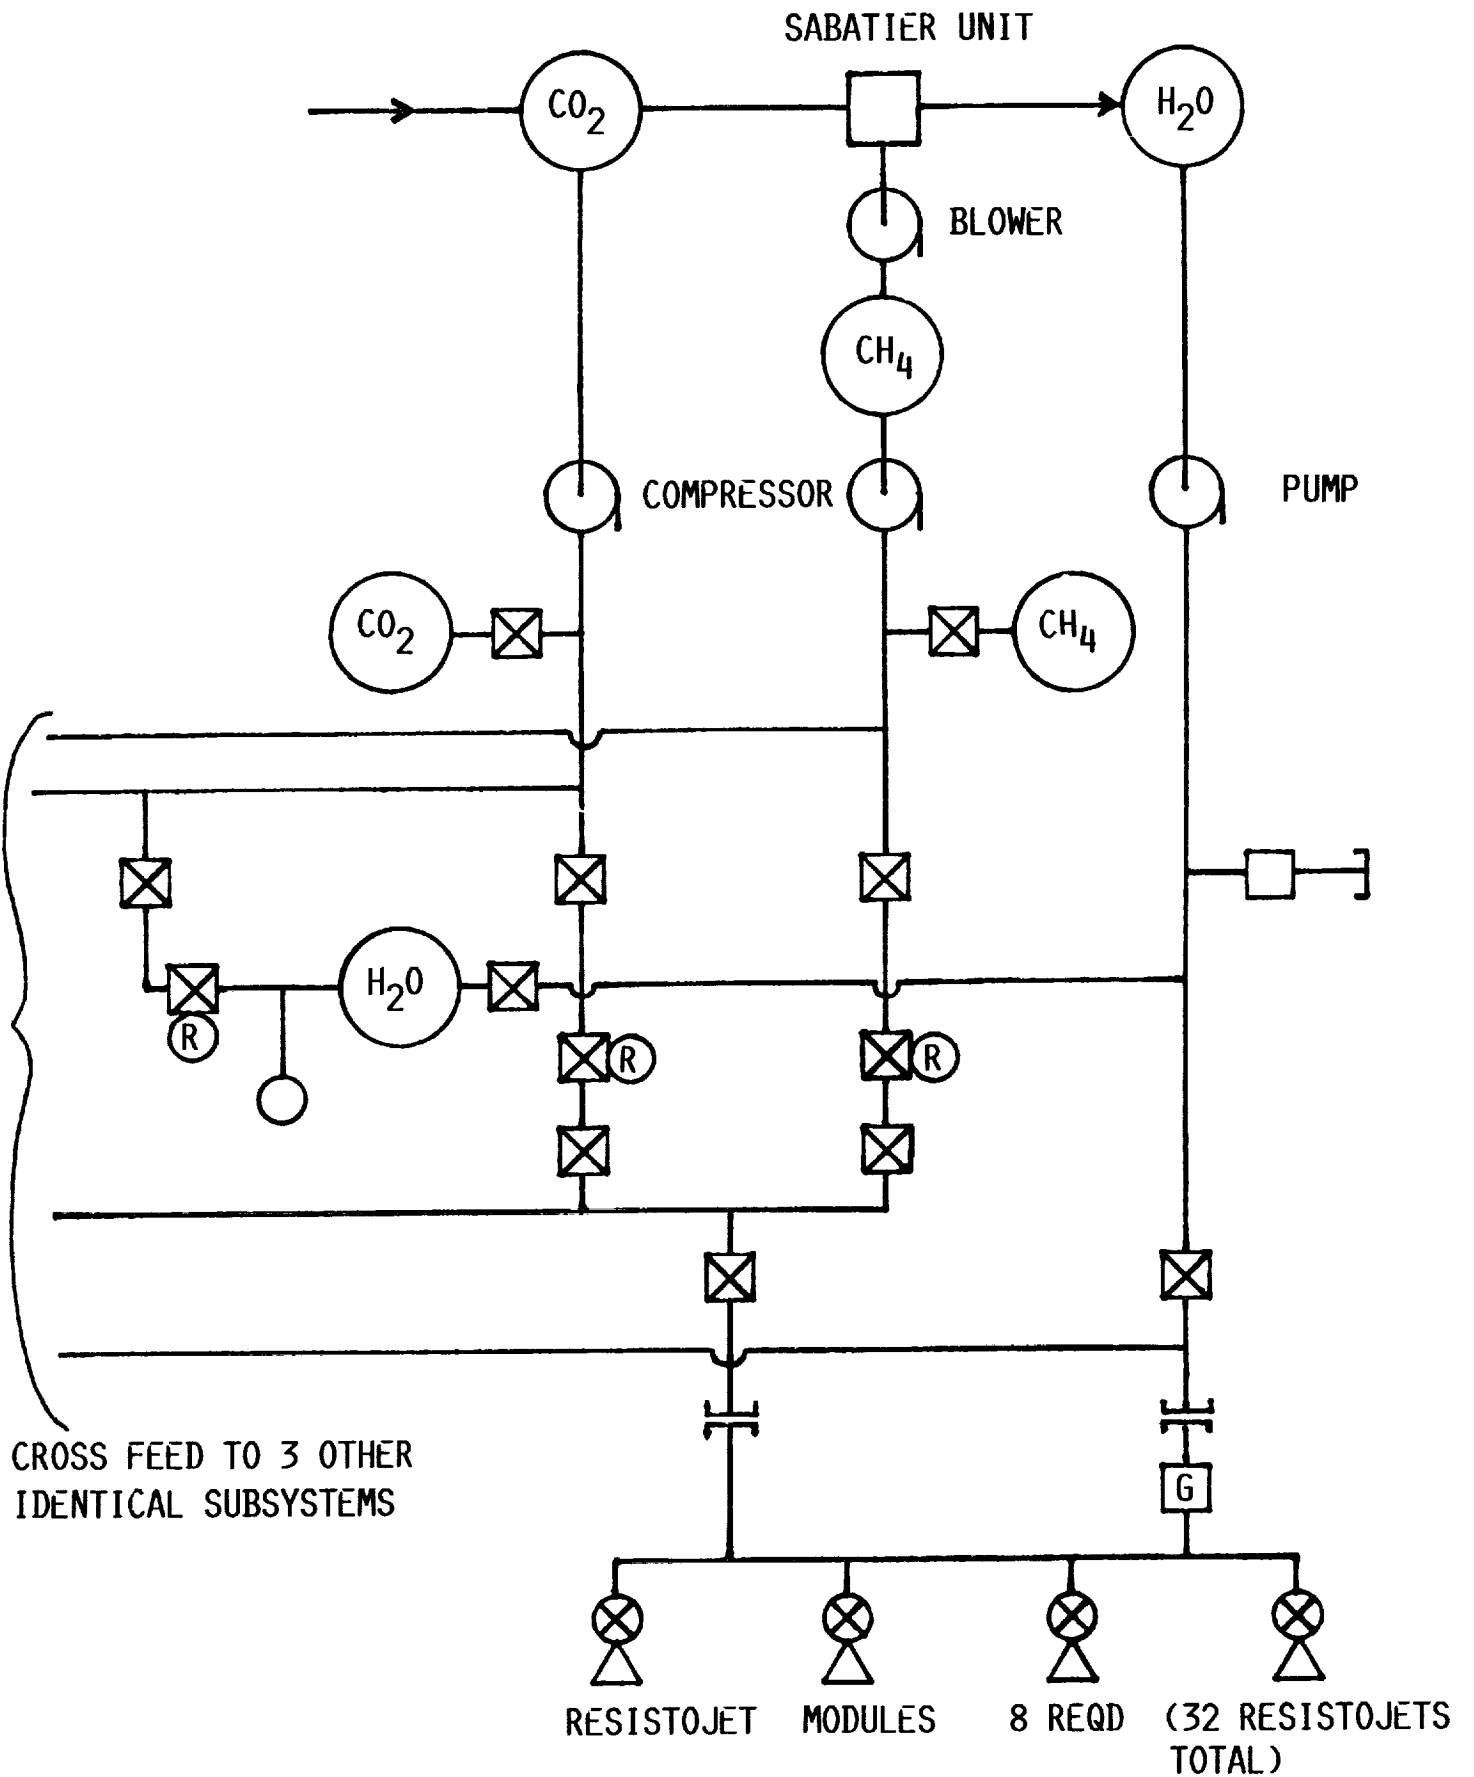 SABATIER UNIT
CO2
H2O
BLOWER
CH4
COMPRESSOR
PUMP
CO2
CH4
H2O
R
R
R
CROSS FEED TO 3 OTHER
IDENTICAL SUBSYSTEMS
G
RESISTOJET MODULES 8 REQD (32 RESISTOJETS
TOTAL)